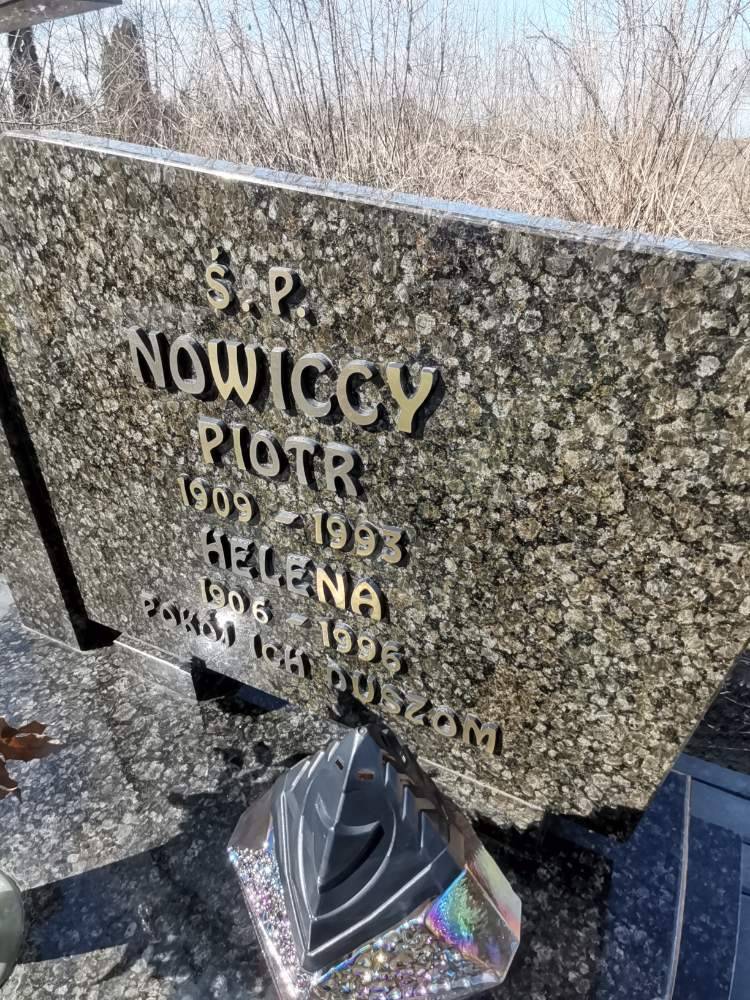 Ś. P.
NOWICCY
PIOTR
1909 - 1993
HELENA
1906 - 1996
POKÓJ ICH DUSZOM